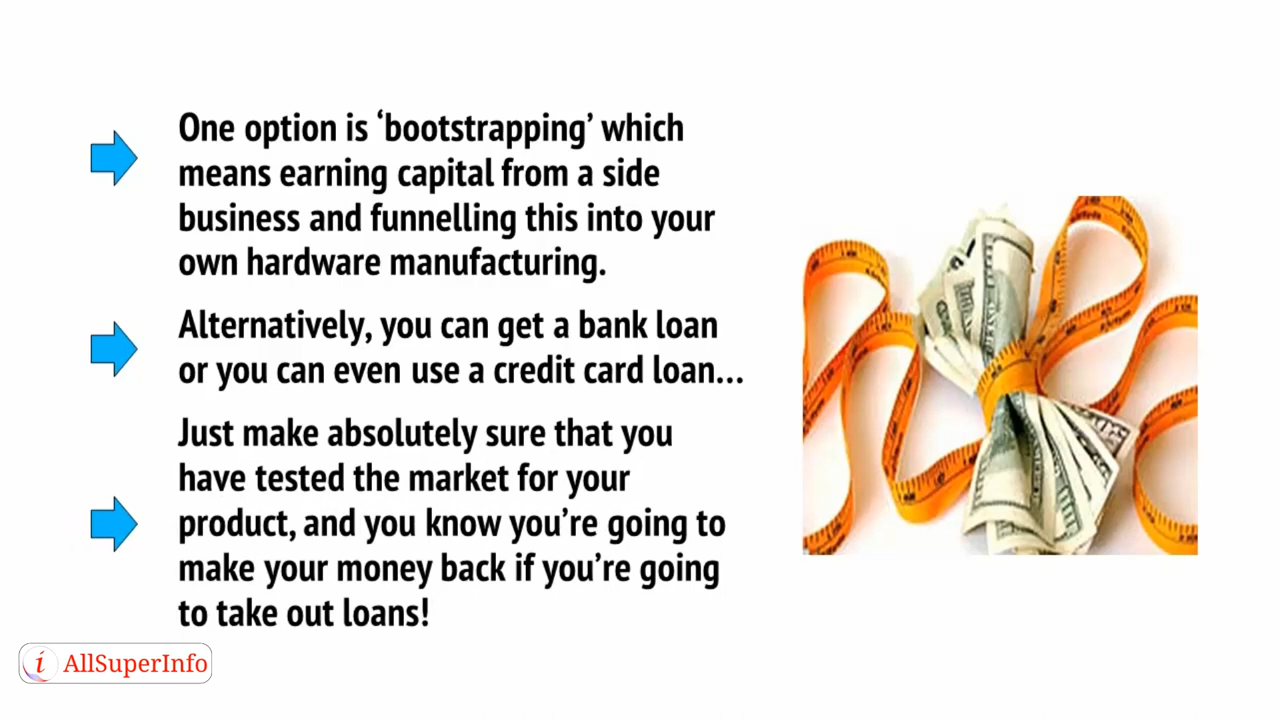 One option is ‘bootstrapping’ which
means earning capital from a side
business and funnelling this into your
own hardware manufacturing.
Alternatively, you can get a bank loan
or you can even use a credit card loan...
Just make absolutely sure that you
have tested the market for your
product, and you know you’re going to
make your money back if you’re going
to take out loans!
i AllSuperInfo